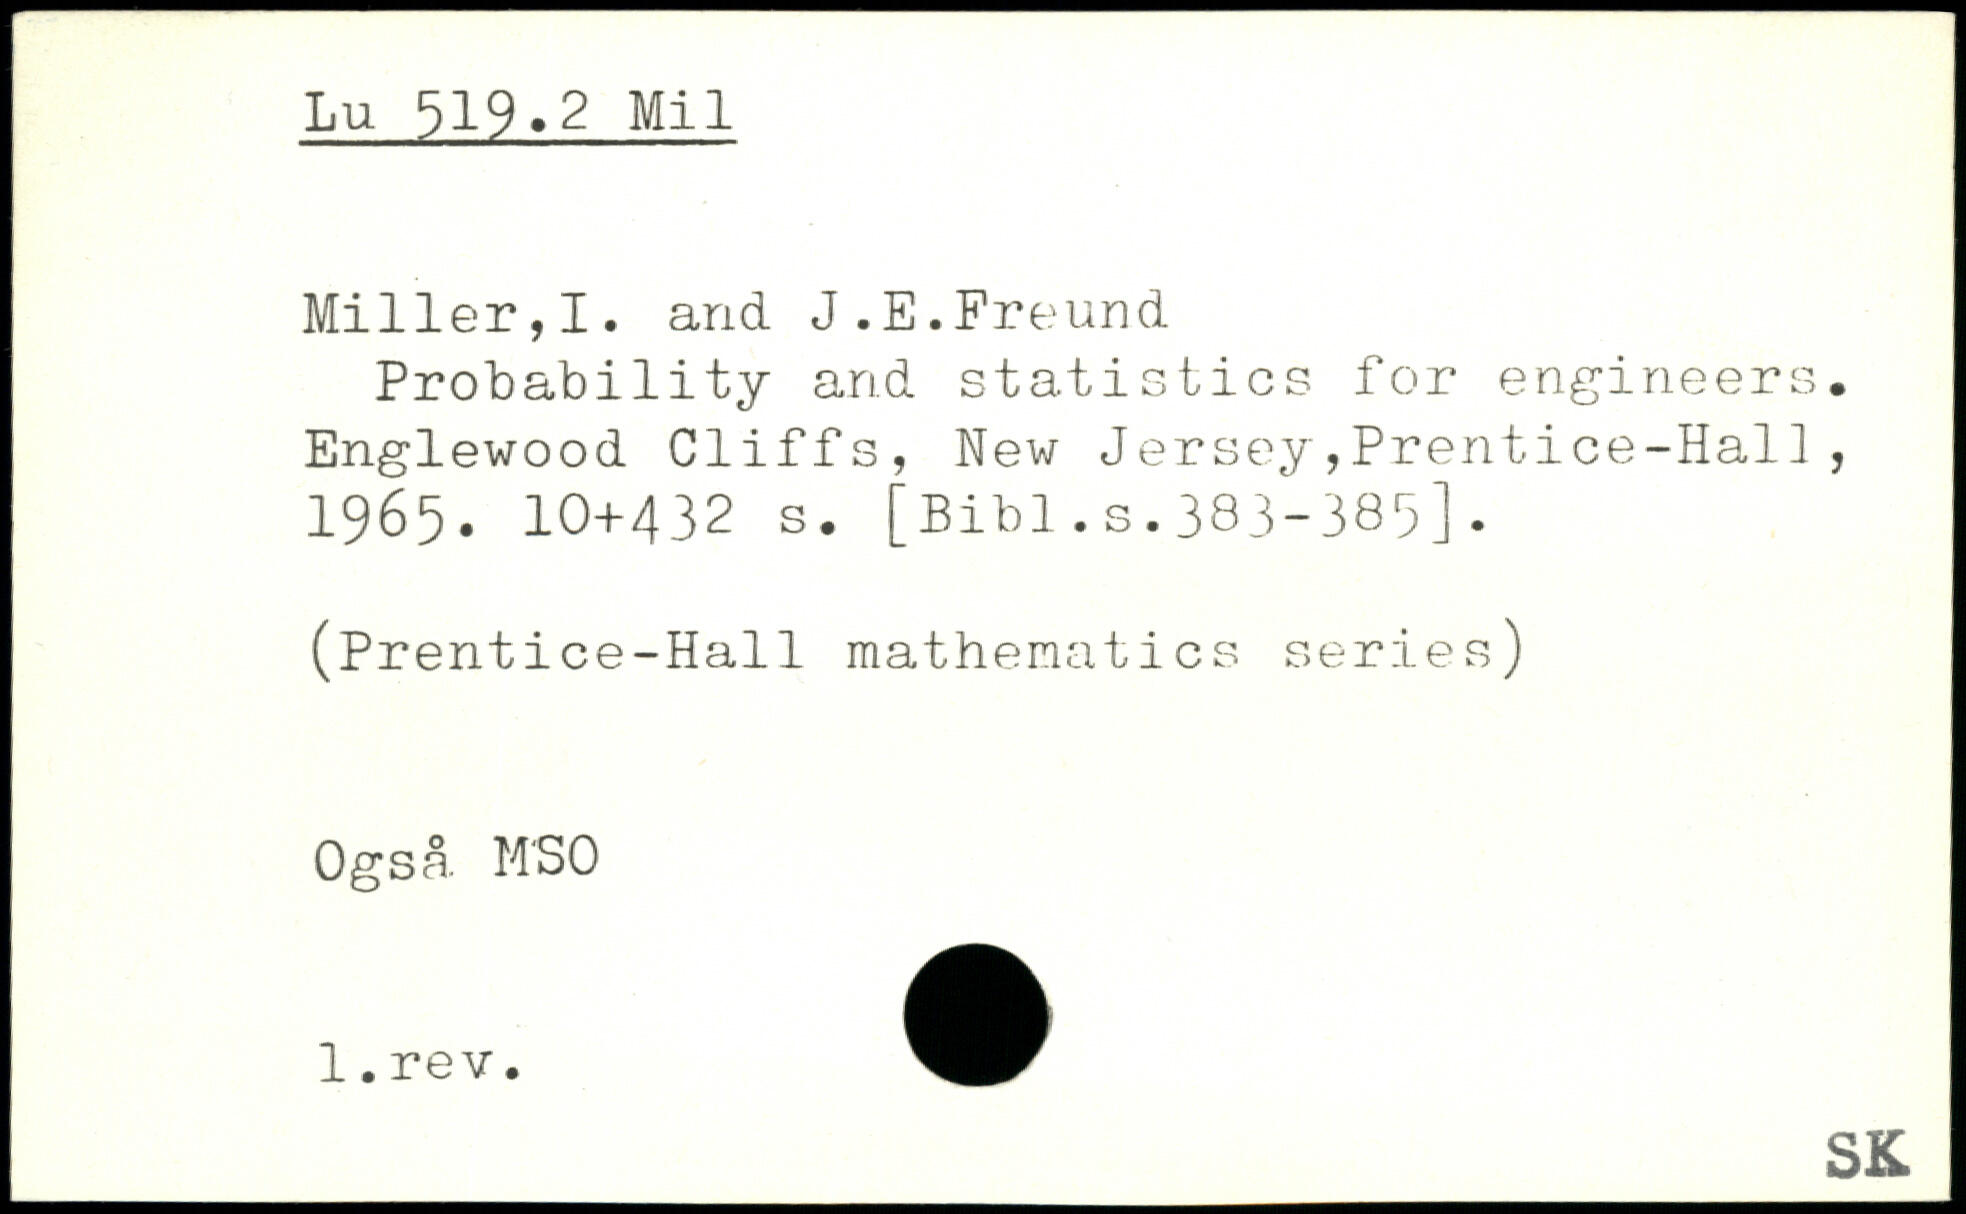 Lu 519.2 Mil
Miller,I. and J.E.Freund
Probability and statistics for engineers.
Englewood Cliffs, New Jersey,Prentice-Hall,
1965. 10+432 s. [Bibl.s.383-385].
(Prentice-Hall mathematics series)
Også MSO
1.rev.
SK